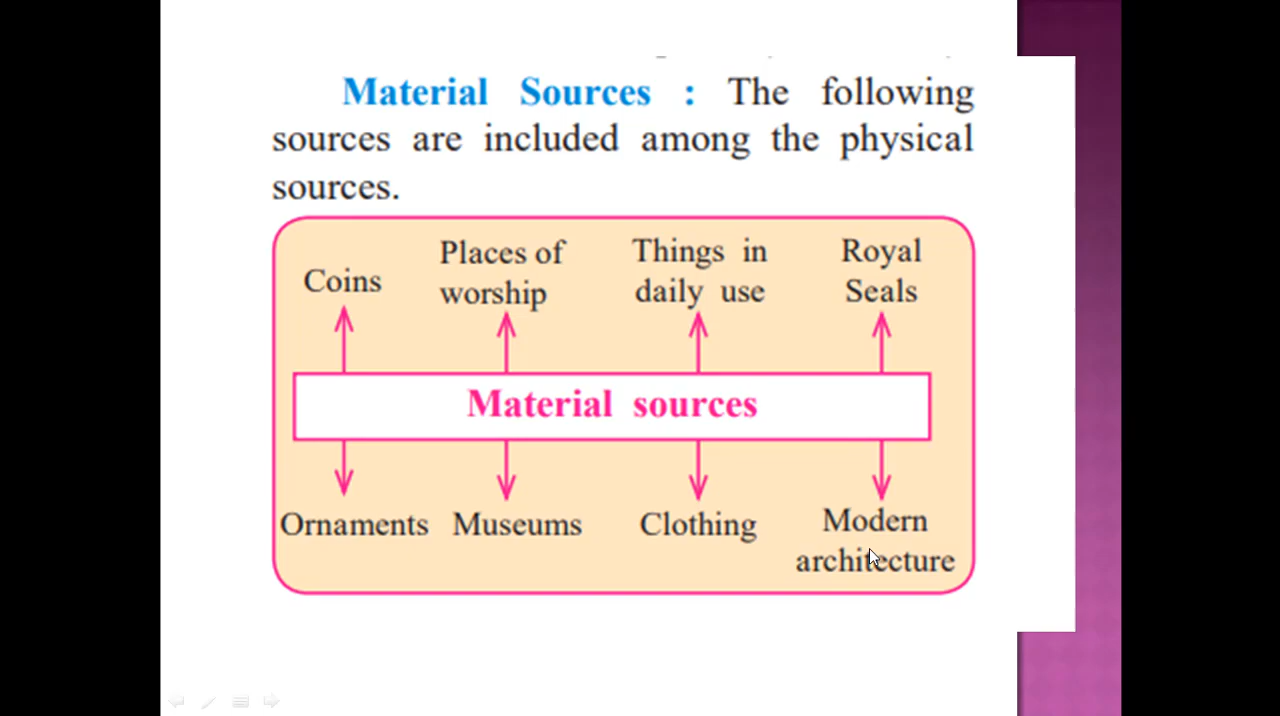 Material Sources : The following
sources are included among the physical
sources.
Coins
Places of
worship
Things in
daily use
Royal
Seals
Material sources
Ornaments
Museums
Clothing
Modern
architecture